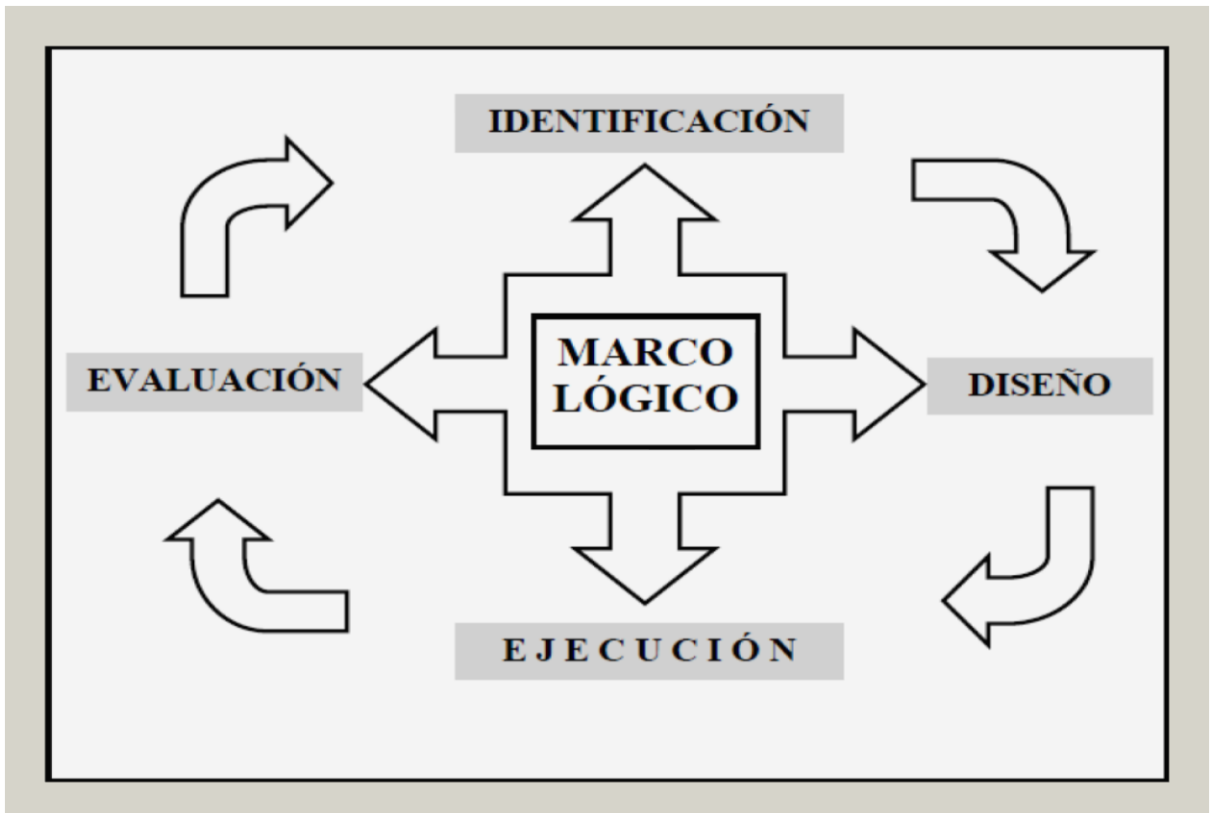 IDENTIFICACIÓN
EVALUACIÓN
MARCO
LÓGICO
DISEÑO
EJECUCIÓN